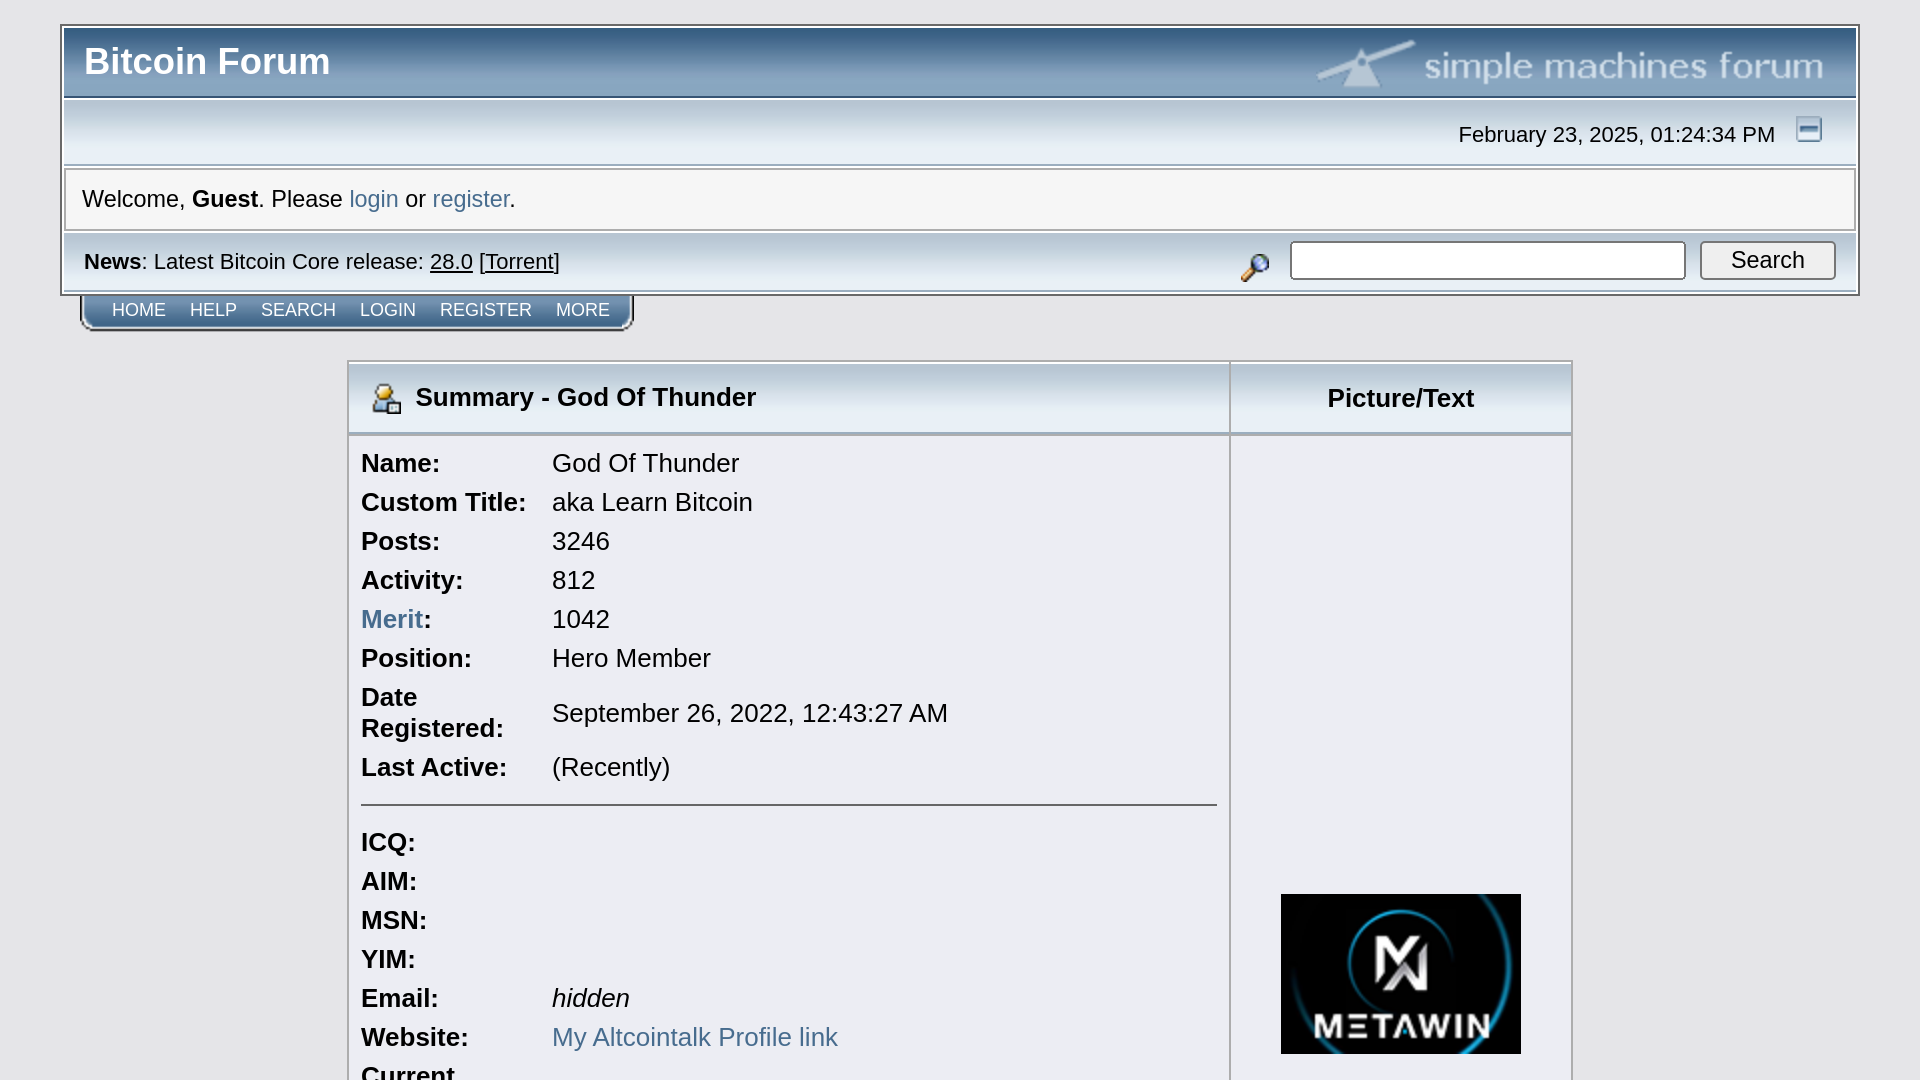 Bitcoin Forum
simple machines forum
February 23, 2025, 01:24:34 PM
Welcome, Guest. Please login or register.
News: Latest Bitcoin Core release: 28.0 [Torrent]
Search
HOME HELP SEARCH LOGIN REGISTER MORE
Summary - God Of Thunder
Picture/Text
Name: God Of Thunder
Custom Title: aka Learn Bitcoin
Posts: 3246
Activity: 812
Merit: 1042
Position: Hero Member
Date
Registered: September 26, 2022, 12:43:27 AM
Last Active: (Recently)
ICQ:
AIM:
MSN:
YIM:
Email: hidden
Website: My Altcointalk Profile link
Current
METAWIN